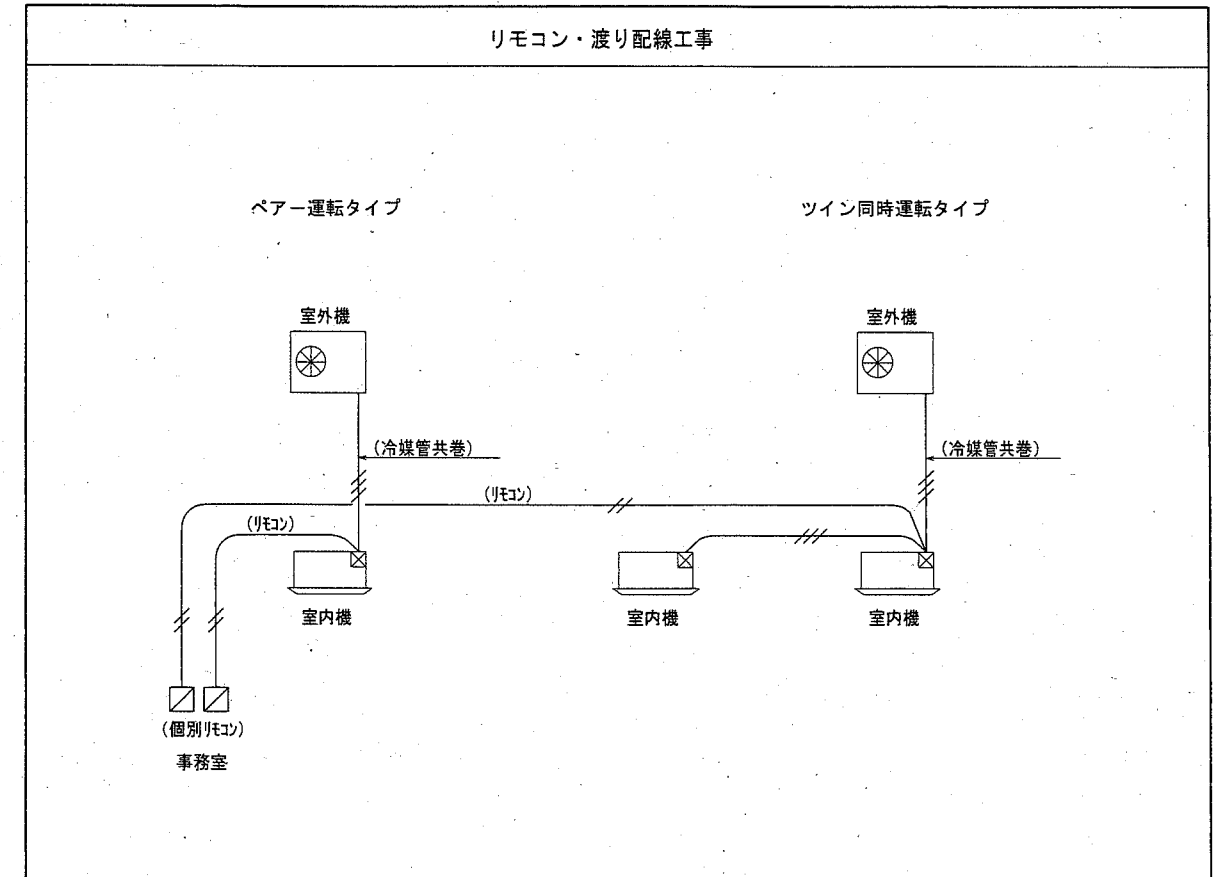 リモコン・渡り配線工事
ペアー運転タイプ
ツイン同時運転タイプ
室外機
室外機
(冷媒管共巻)
(冷媒管共巻)
(リモコン)
(リモコン)
室内機
室内機
室内機
(個別リモコン)
事務室